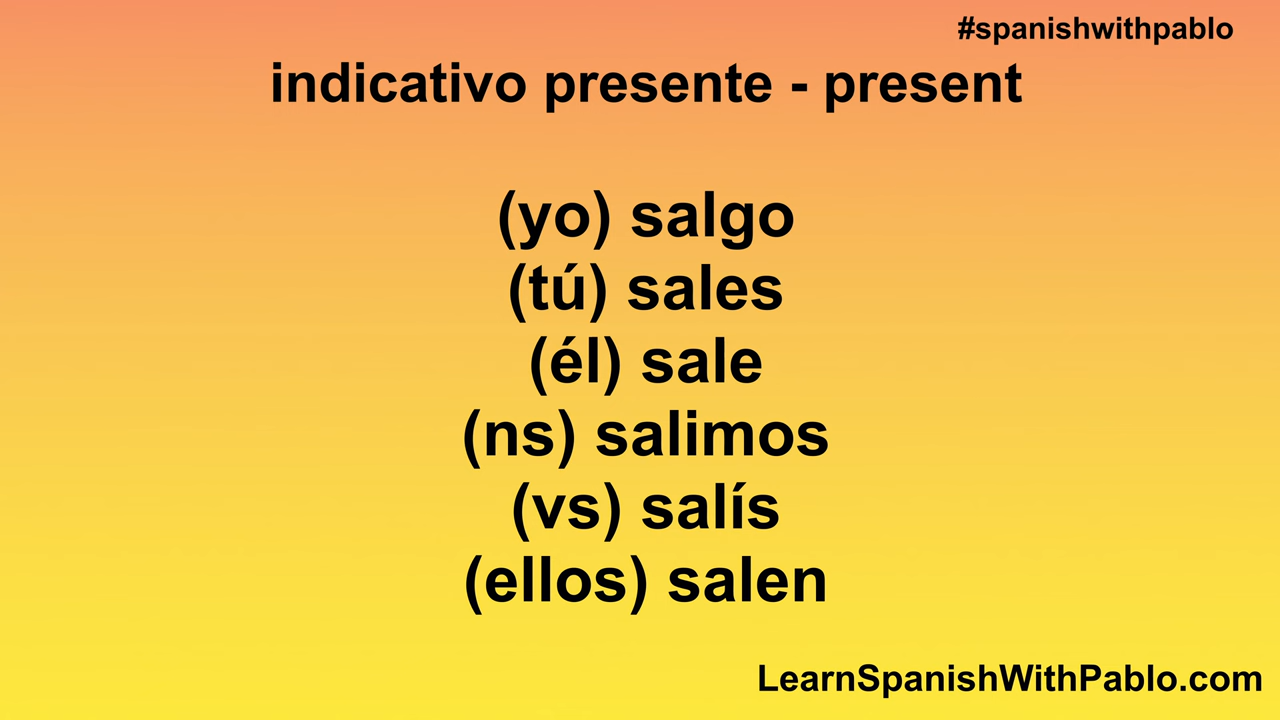 #spanishwithpablo
indicativo presente - present
(yo) salgo
(tú) sales
(él) sale
(ns) salimos
(vs) salís
(ellos) salen
LearnSpanishWithPablo.com